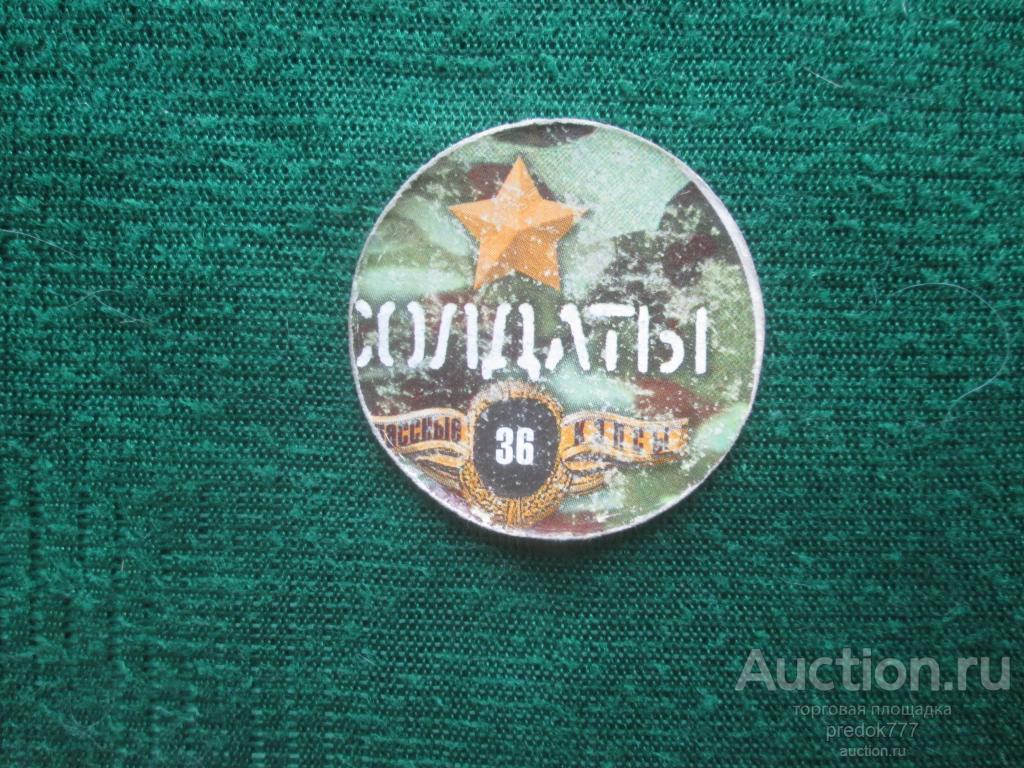 СОЛДАТЫ
36
Auction.ru
торговая площадка
predok777
auction.ru